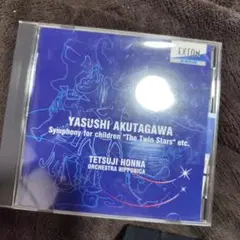 EXTON
YASUSHI AKUTAGAWA
Symphony for children "The Twin Stars" etc.
TETSUJI HONNA
ORCHESTRA NIPPONICA